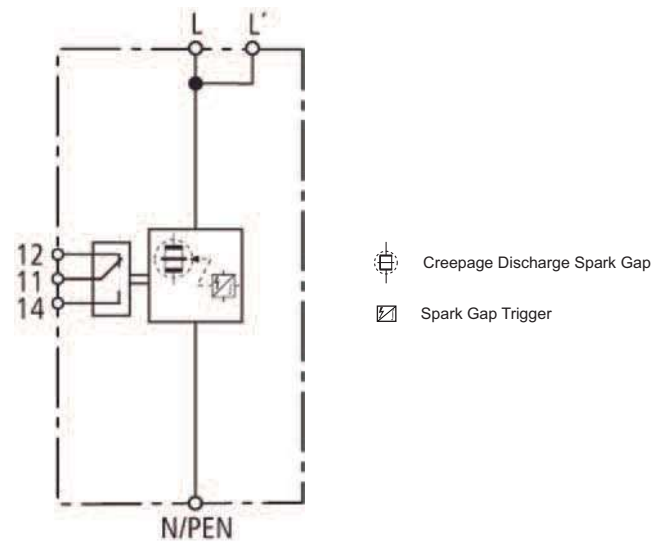 L L´
12
11
14
N/PEN
Creepage Discharge Spark Gap
Spark Gap Trigger